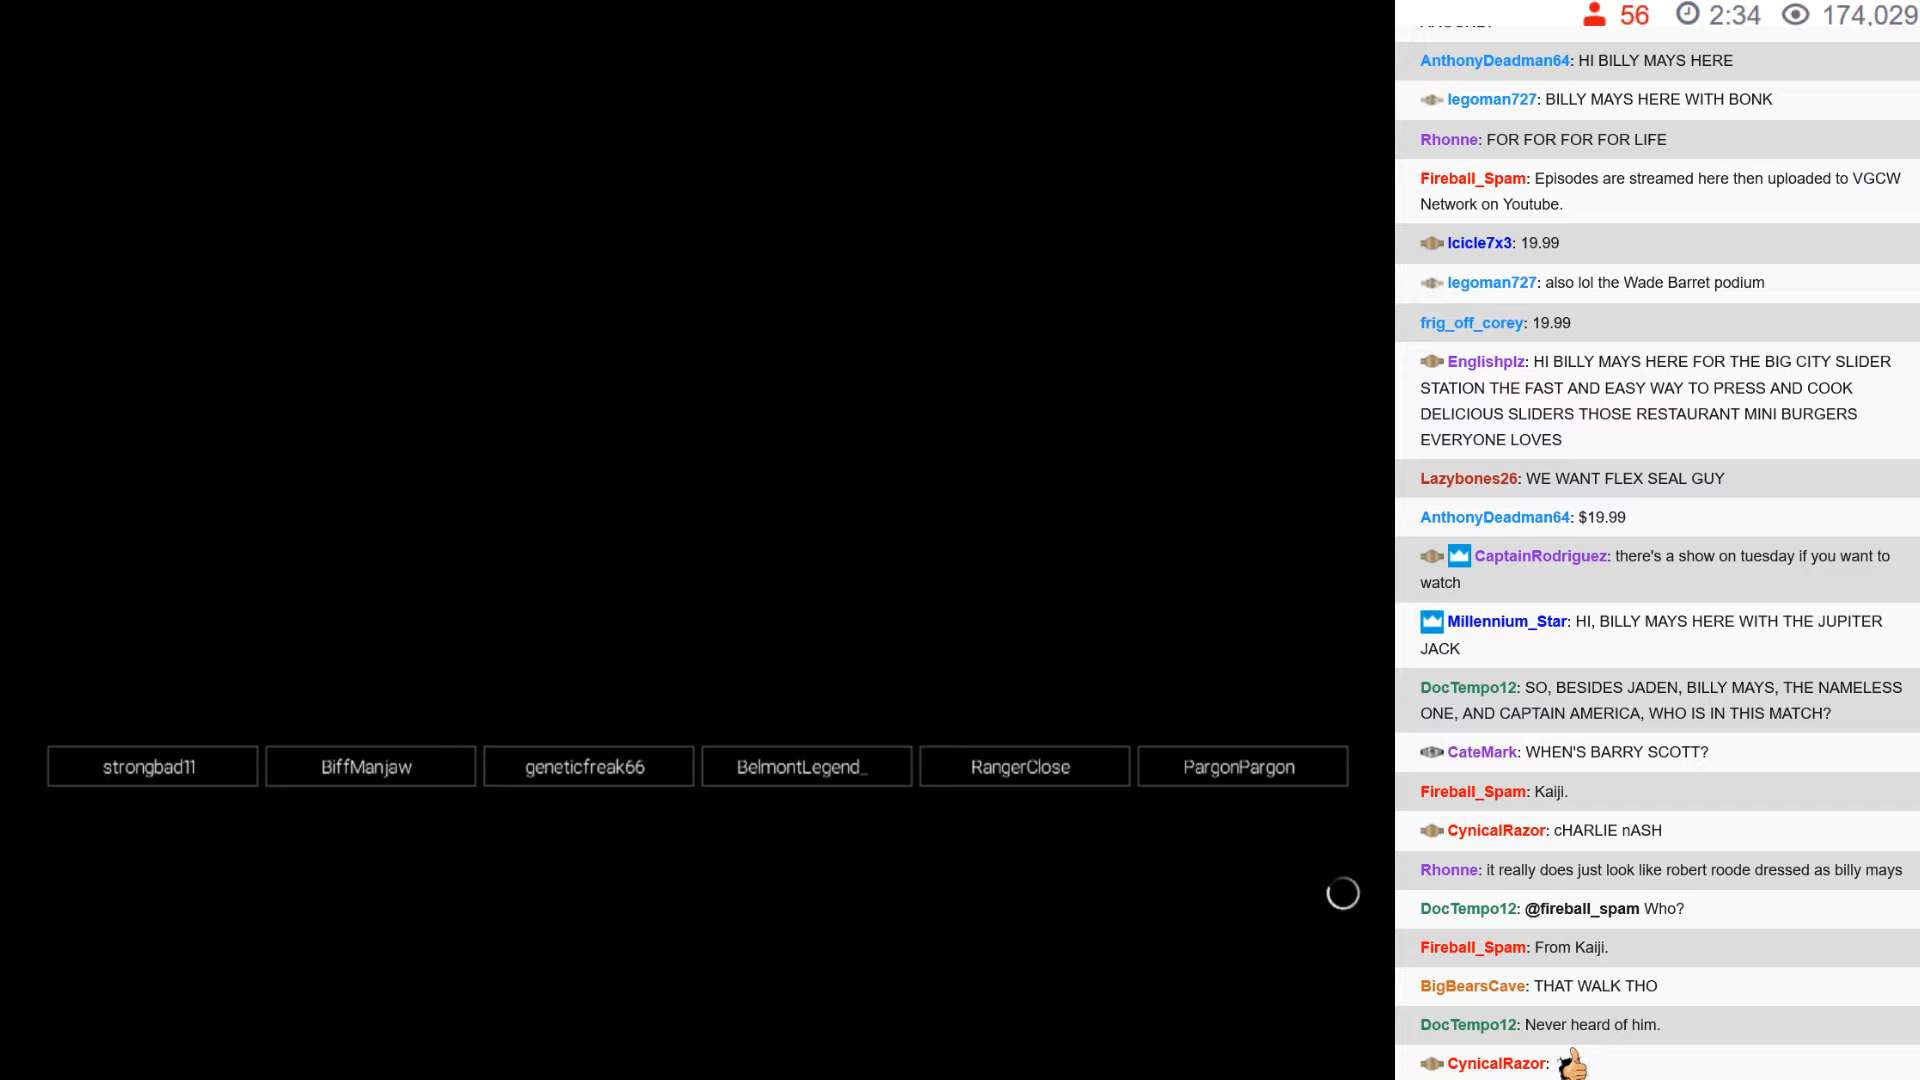 56 2:34 174,029
AnthonyDeadman64: HI BILLY MAYS HERE
legoman727: BILLY MAYS HERE WITH BONK
Rhonne: FOR FOR FOR FOR LIFE
Fireball_Spam: Episodes are streamed here then uploaded to VGCW
Network on Youtube.
Icicle7x3: 19.99
legoman727: also lol the Wade Barret podium
frig_off_corey: 19.99
Englishplz: HI BILLY MAYS HERE FOR THE BIG CITY SLIDER
STATION THE FAST AND EASY WAY TO PRESS AND COOK
DELICIOUS SLIDERS THOSE RESTAURANT MINI BURGERS
EVERYONE LOVES
Lazybones26: WE WANT FLEX SEAL GUY
AnthonyDeadman64: $19.99
CaptainRodriguez: there's a show on tuesday if you want to
watch
Millennium_Star: HI, BILLY MAYS HERE WITH THE JUPITER
JACK
DocTempo12: SO, BESIDES JADEN, BILLY MAYS, THE NAMELESS
ONE, AND CAPTAIN AMERICA, WHO IS IN THIS MATCH?
CateMark: WHEN'S BARRY SCOTT?
Fireball_Spam: Kaiji.
CynicalRazor: cHARLIE nASH
Rhonne: it really does just look like robert roode dressed as billy mays
DocTempo12: @fireball_spam Who?
Fireball_Spam: From Kaiji.
BigBearsCave: THAT WALK THO
DocTempo12: Never heard of him.
CynicalRazor:
strongbad11 BiffManjaw geneticfreak66 BelmontLegend_ RangerClose PargonPargon